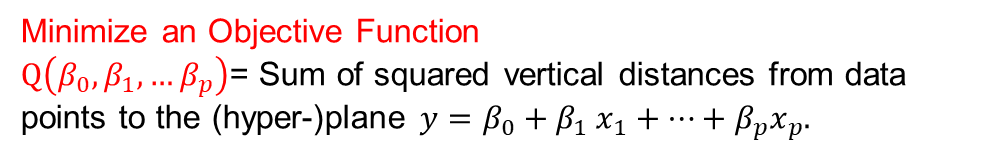 Minimize an Objective Function
Q(𝛽₀, 𝛽₁, … 𝛽ₚ)= Sum of squared vertical distances from data
points to the (hyper-)plane 𝑦 = 𝛽₀ + 𝛽₁ 𝑥₁ + ⋯ + 𝛽ₚ𝑥ₚ.